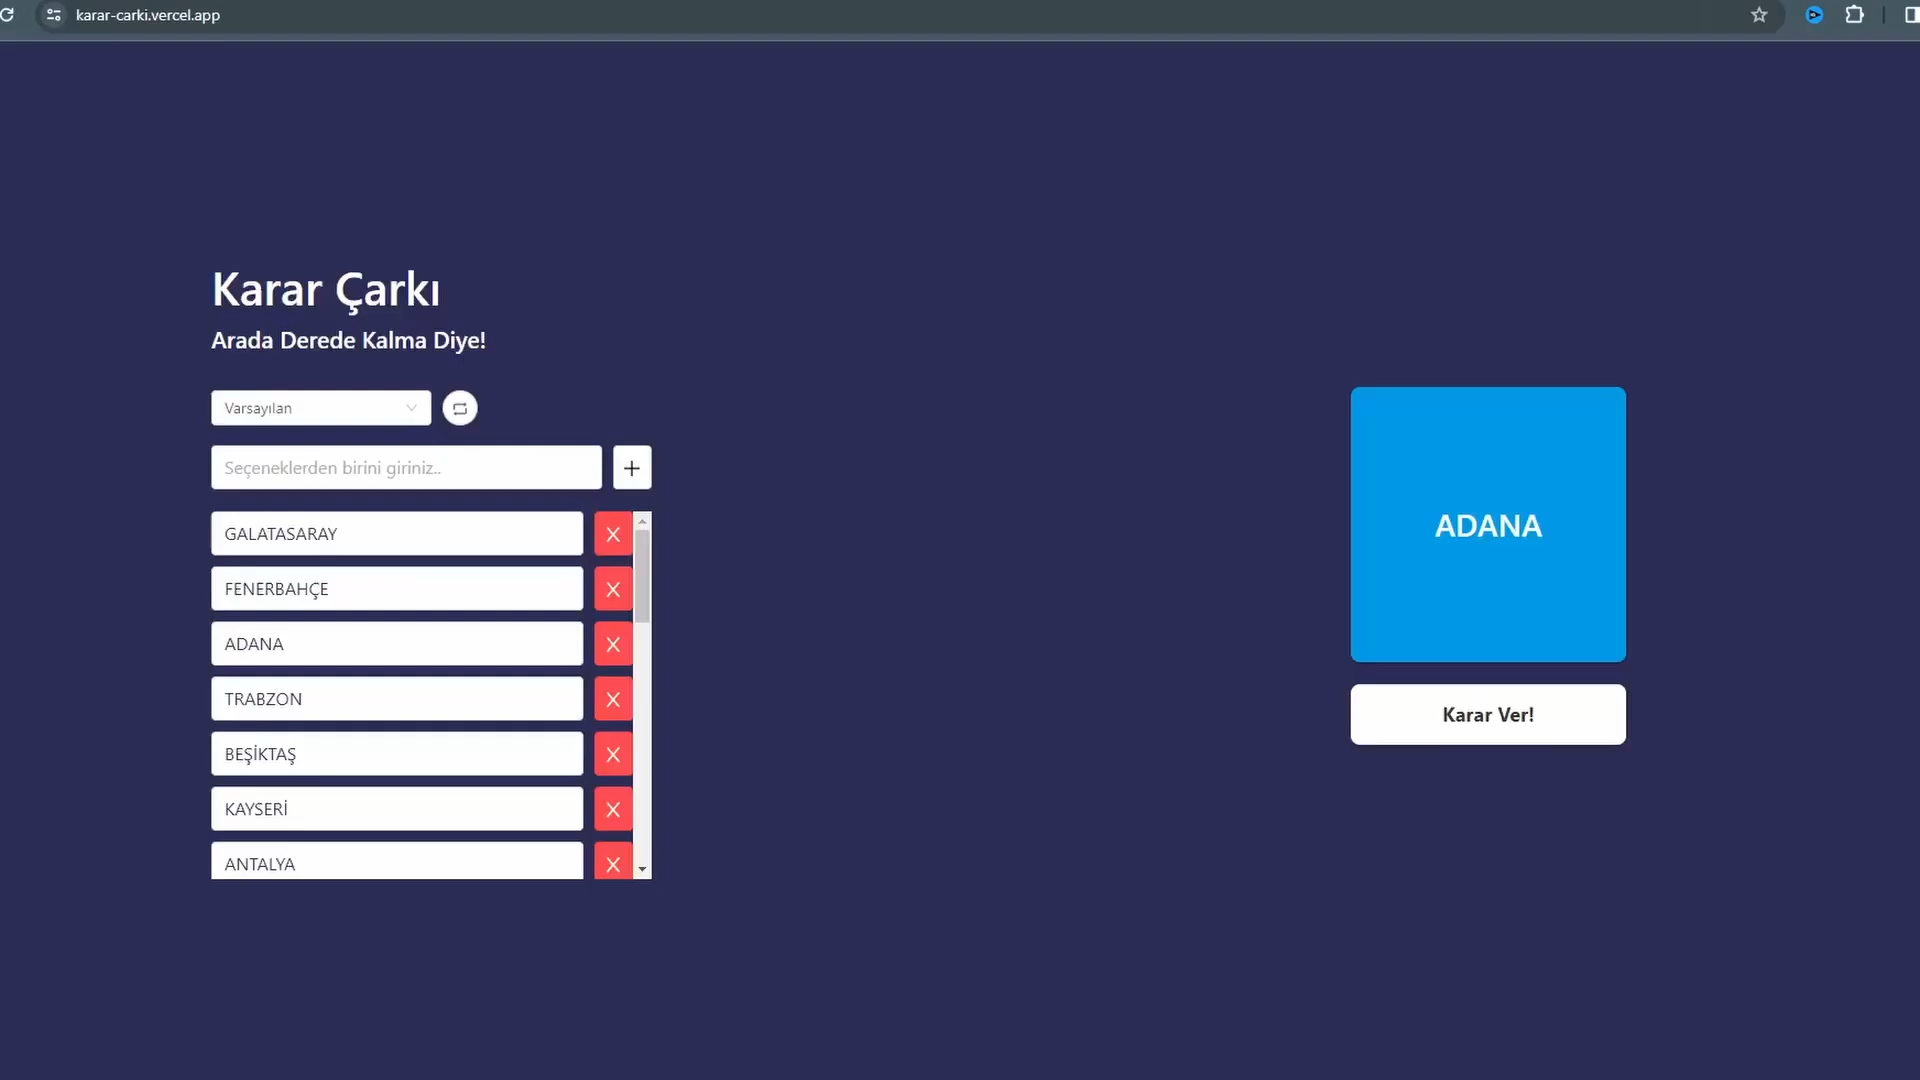 karar-carki.vercel.app
Karar Çarkı
Arada Derede Kalma Diye!
Varsayılan
Seçeneklerden birini giriniz..
GALATASARAY
FENERBAHÇE
ADANA
TRABZON
BEŞİKTAŞ
KAYSERİ
ANTALYA
ADANA
Karar Ver!